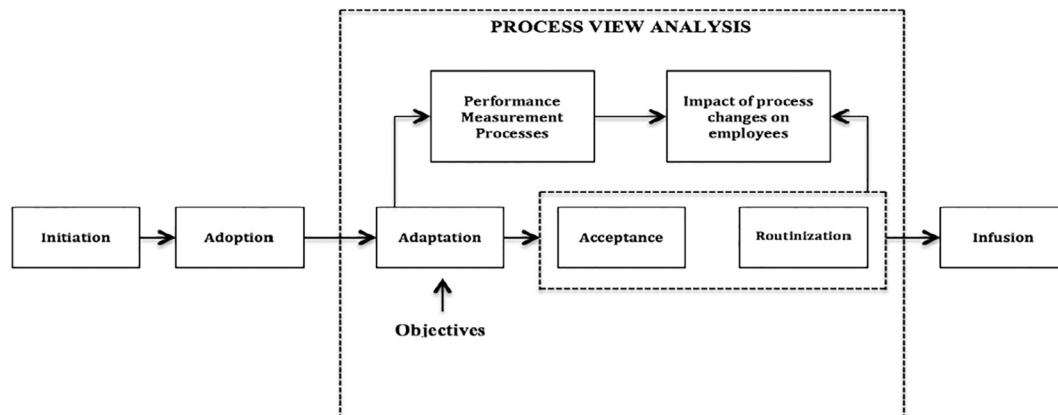 PROCESS VIEW ANALYSIS
Performance
Measurement
Processes
Impact of process
changes on
employees
Initiation
Adoption
Adaptation
Acceptance
Routinization
Infusion
Objectives